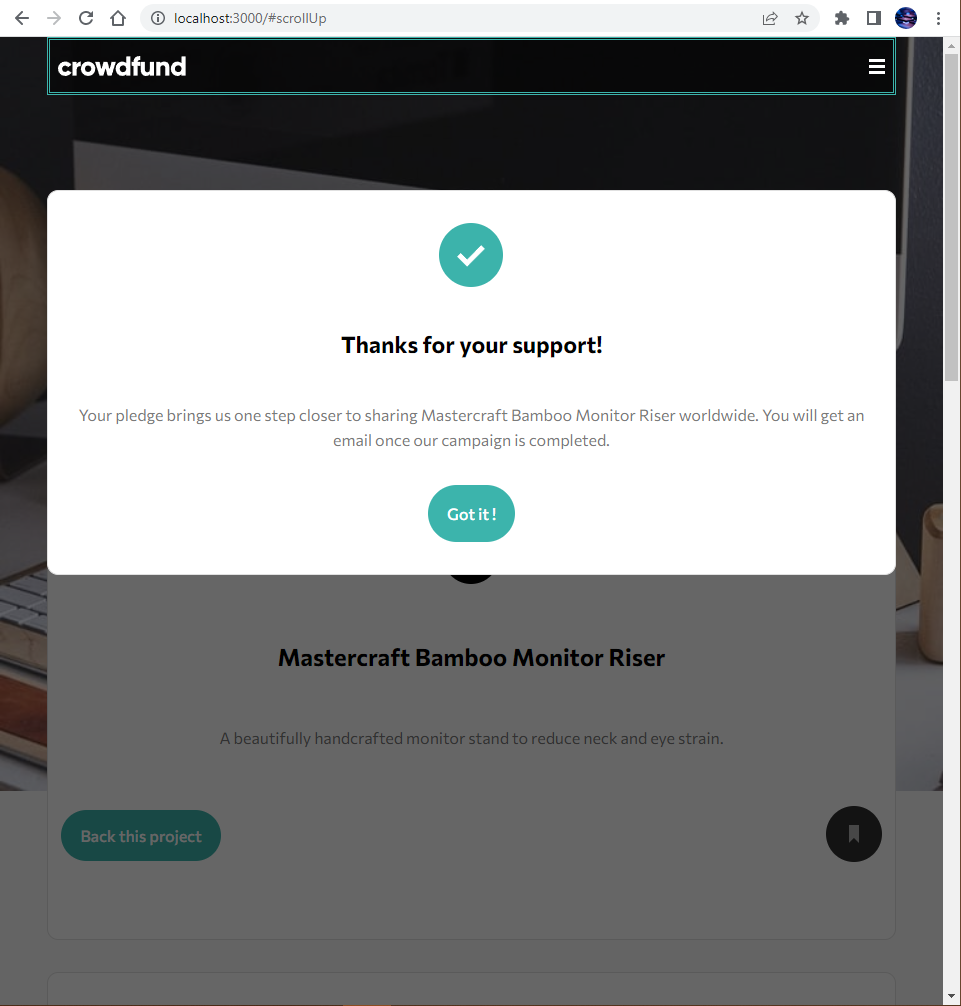 localhost:3000/#scrollUp
crowdfund
Thanks for your support!
Your pledge brings us one step closer to sharing Mastercraft Bamboo Monitor Riser worldwide. You will get an
email once our campaign is completed.
Got it !
Mastercraft Bamboo Monitor Riser
A beautifully handcrafted monitor stand to reduce neck and eye strain.
Back this project